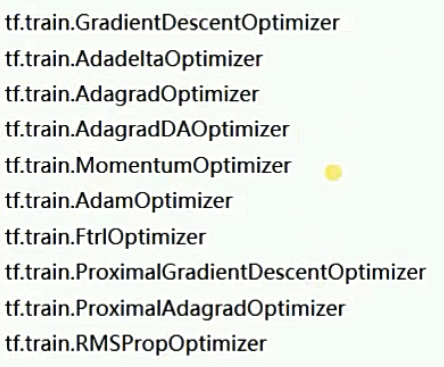 tf.train.GradientDescentOptimizer
tf.train.AdadeltaOptimizer
tf.train.AdagradOptimizer
tf.train.AdagradDAOptimizer
tf.train.MomentumOptimizer
tf.train.AdamOptimizer
tf.train.FtrlOptimizer
tf.train.ProximalGradientDescentOptimizer
tf.train.ProximalAdagradOptimizer
tf.train.RMSPropOptimizer